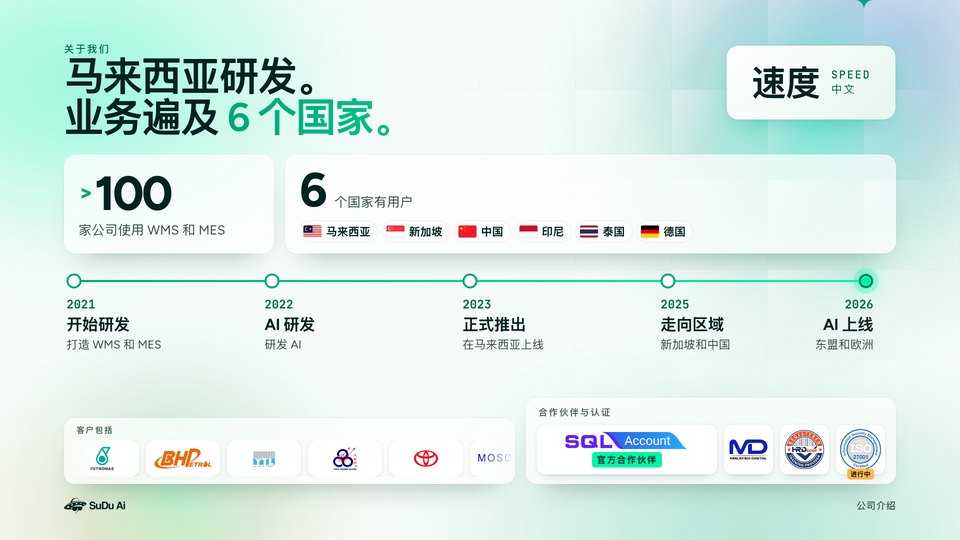 关于我们
马来西亚研发。
业务遍及 6 个国家。
速度 SPEED 中文
>100
家公司使用 WMS 和 MES
6 个国家有用户
马来西亚 新加坡 中国 印尼 泰国 德国
2021
开始研发
打造 WMS 和 MES
2022
AI 研发
研发 AI
2023
正式推出
在马来西亚上线
2025
走向区域
新加坡和中国
2026
AI 上线
东盟和欧洲
客户包括
PETRONAS
BHPETROL
MOSC
合作伙伴与认证
SQL Account
官方合作伙伴
MD
MALAYSIA DIGITAL
HRD
ISO
27001
进行中
SuDu Ai
公司介绍